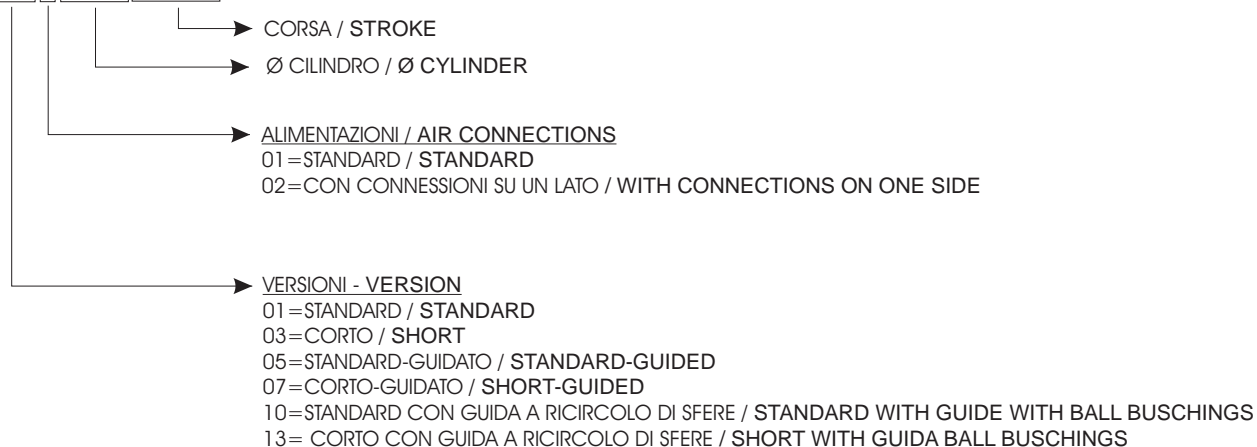 CORSA / STROKE
Ø CILINDRO / Ø CYLINDER
ALIMENTAZIONI / AIR CONNECTIONS
01=STANDARD / STANDARD
02=CON CONNESSIONI SU UN LATO / WITH CONNECTIONS ON ONE SIDE
VERSIONI - VERSION
01=STANDARD / STANDARD
03=CORTO / SHORT
05=STANDARD-GUIDATO / STANDARD-GUIDED
07=CORTO-GUIDATO / SHORT-GUIDED
10=STANDARD CON GUIDA A RICIRCOLO DI SFERE / STANDARD WITH GUIDE WITH BALL BUSCHINGS
13= CORTO CON GUIDA A RICIRCOLO DI SFERE / SHORT WITH GUIDA BALL BUSCHINGS